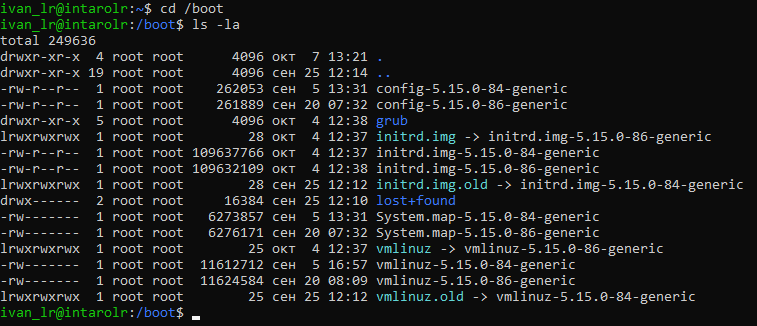 ivan_lr@intarolr:~$ cd /boot
ivan_lr@intarolr:/boot$ ls -la
total 249636
drwxr-xr-x  4 root root      4096 окт  7 13:21 .
drwxr-xr-x 19 root root      4096 сен 25 12:14 ..
-rw-r--r--  1 root root    262053 сен  5 13:31 config-5.15.0-84-generic
-rw-r--r--  1 root root    261889 сен 20 07:32 config-5.15.0-86-generic
drwxr-xr-x  5 root root      4096 окт  4 12:38 grub
lrwxrwxrwx  1 root root        28 окт  4 12:37 initrd.img -> initrd.img-5.15.0-86-generic
-rw-r--r--  1 root root 109637766 окт  4 12:37 initrd.img-5.15.0-84-generic
-rw-r--r--  1 root root 109632109 окт  4 12:38 initrd.img-5.15.0-86-generic
lrwxrwxrwx  1 root root        28 сен 25 12:12 initrd.img.old -> initrd.img-5.15.0-84-generic
drwx------  2 root root     16384 сен 25 12:10 lost+found
-rw-------  1 root root   6273857 сен  5 13:31 System.map-5.15.0-84-generic
-rw-------  1 root root   6276171 сен 20 07:32 System.map-5.15.0-86-generic
lrwxrwxrwx  1 root root        25 окт  4 12:37 vmlinuz -> vmlinuz-5.15.0-86-generic
-rw-------  1 root root  11612712 сен  5 16:57 vmlinuz-5.15.0-84-generic
-rw-------  1 root root  11624584 сен 20 08:09 vmlinuz-5.15.0-86-generic
lrwxrwxrwx  1 root root        25 сен 25 12:12 vmlinuz.old -> vmlinuz-5.15.0-84-generic
ivan_lr@intarolr:/boot$